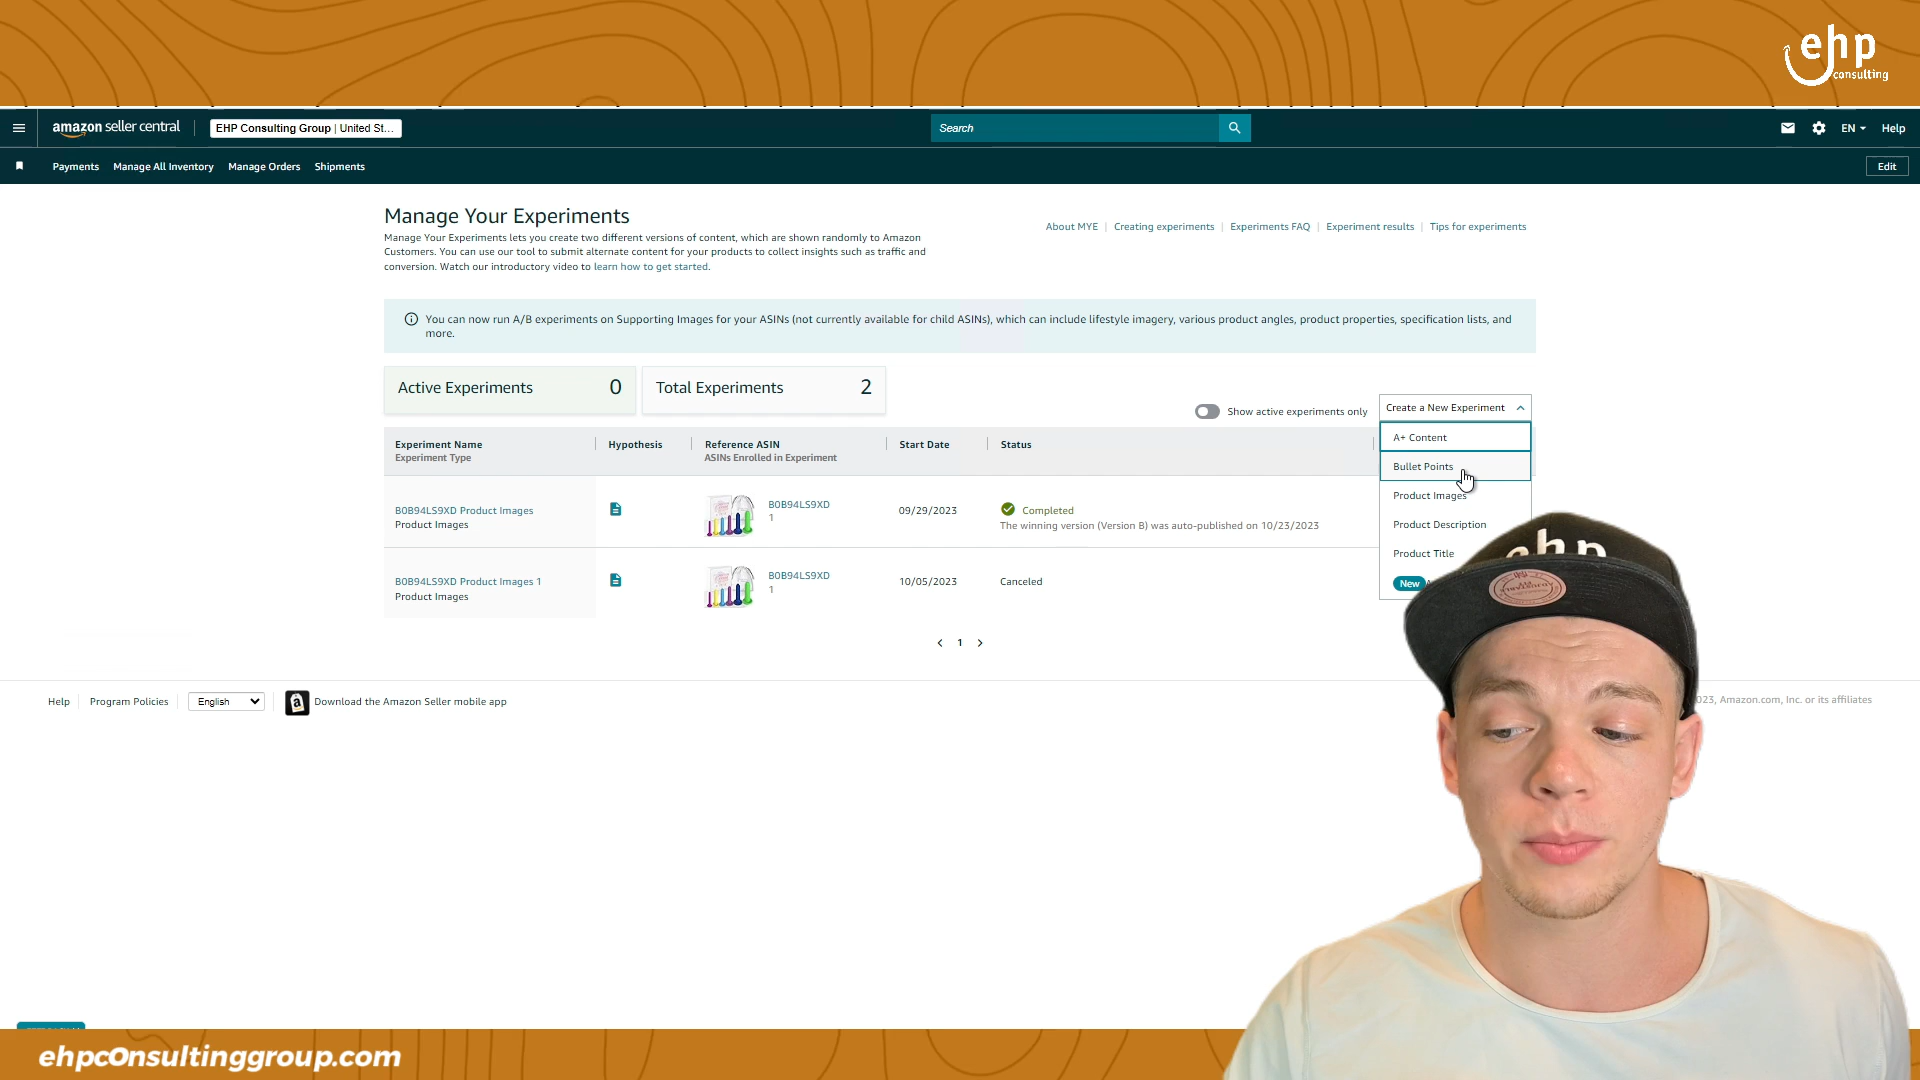 ehp
consulting
amazon seller central
EHP Consulting Group | United St...
Search
EN
Help
Payments
Manage All Inventory
Manage Orders
Shipments
Edit
Manage Your Experiments
Manage Your Experiments lets you create two different versions of content, which are shown randomly to Amazon
Customers. You can use our tool to submit alternate content for your products to collect insights such as traffic and
conversion. Watch our introductory video to learn how to get started.
About MYE | Creating experiments | Experiments FAQ | Experiment results | Tips for experiments
You can now run A/B experiments on Supporting Images for your ASINs (not currently available for child ASINs), which can include lifestyle imagery, various product angles, product properties, specification lists, and
more.
Active Experiments 0
Total Experiments 2
Show active experiments only
Create a New Experiment
A+ Content
Bullet Points
Product Images
Product Description
Product Title
New
Experiment Name
Experiment Type
Hypothesis
Reference ASIN
ASINs Enrolled in Experiment
Start Date
Status
B0B94LS9XD Product Images
Product Images
B0B94LS9XD
1
09/29/2023
Completed
The winning version (Version B) was auto-published on 10/23/2023
B0B94LS9XD Product Images 1
Product Images
B0B94LS9XD
1
10/05/2023
Canceled
1
ehp
Help
Program Policies
English
Download the Amazon Seller mobile app
023, Amazon.com, Inc. or its affiliates
ehpc0nsultinggroup.com